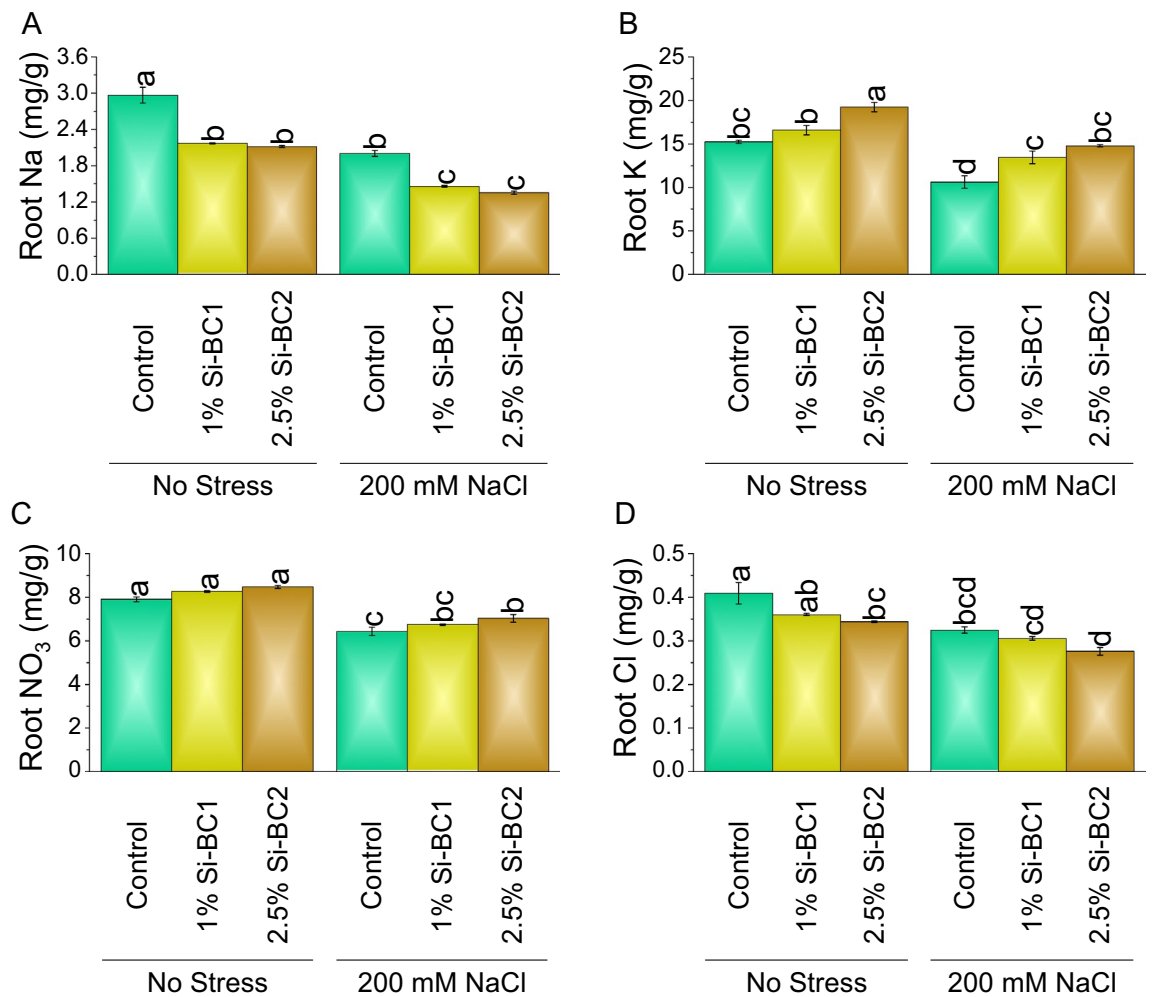 A
Root Na (mg/g)
3.6
3.0
2.4
1.8
1.2
0.6
0.0
a
b
b
b
c
c
Control
1% Si-BC1
2.5% Si-BC2
Control
1% Si-BC1
2.5% Si-BC2
No Stress
200 mM NaCl
B
Root K (mg/g)
25
20
15
10
5
0
bc
b
a
d
c
bc
Control
1% Si-BC1
2.5% Si-BC2
Control
1% Si-BC1
2.5% Si-BC2
No Stress
200 mM NaCl
C
Root NO3 (mg/g)
10
8
6
4
2
0
a
a
a
c
bc
b
Control
1% Si-BC1
2.5% Si-BC2
Control
1% Si-BC1
2.5% Si-BC2
No Stress
200 mM NaCl
D
Root Cl (mg/g)
0.5
0.4
0.3
0.2
0.1
0.0
a
ab
bc
bcd
cd
d
Control
1% Si-BC1
2.5% Si-BC2
Control
1% Si-BC1
2.5% Si-BC2
No Stress
200 mM NaCl